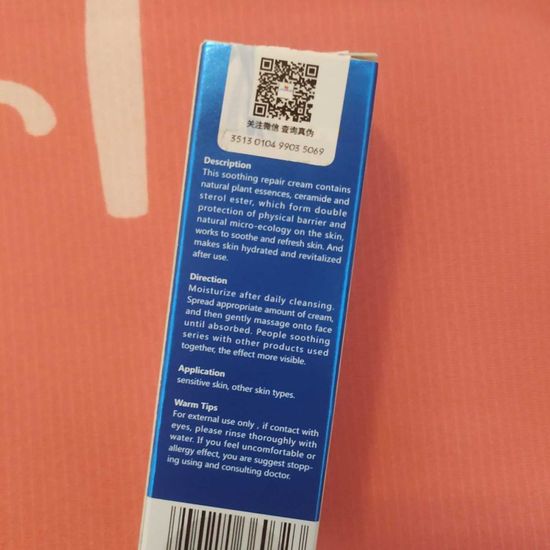 关注微信 查询真伪
3513 0104 9903 5069
Description
This soothing repair cream contains
natural plant essences, ceramide and
sterol ester, which form double
protection of physical barrier and
natural micro-ecology on the skin,
works to soothe and refresh skin. And
makes skin hydrated and revitalized
after use.
Direction
Moisturize after daily cleansing.
Spread appropriate amount of cream,
and then gently massage onto face
until absorbed. People soothing
series with other products used
together, the effect more visible.
Application
sensitive skin, other skin types.
Warm Tips
For external use only , if contact with
eyes, please rinse thoroughly with
water. If you feel uncomfortable or
allergy effect, you are suggest stopp-
ing using and consulting doctor.